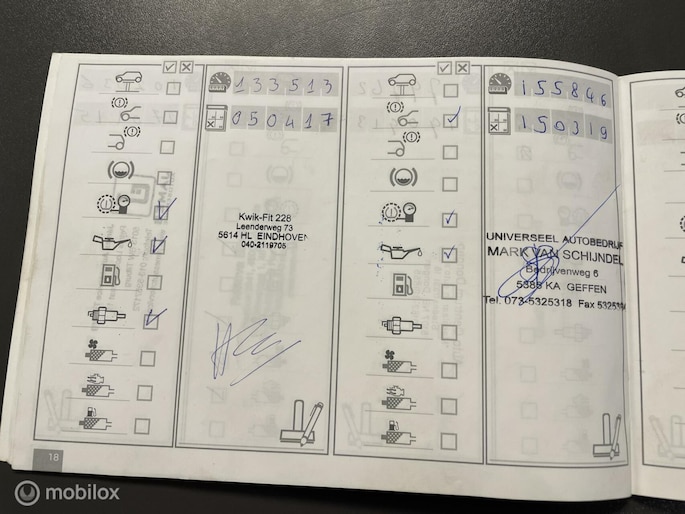 133513
050417
Kwik-Fit 228
Leenderweg 73
5614 HL EINDHOVEN
040-2119705
155846
150319
UNIVERSEEL AUTOBEDRIJF
MARK VAN SCHIJNDEL
Bedrijvenweg 6
5386 KA GEFFEN
Tel. 073-5325318 Fax
18
mobilox